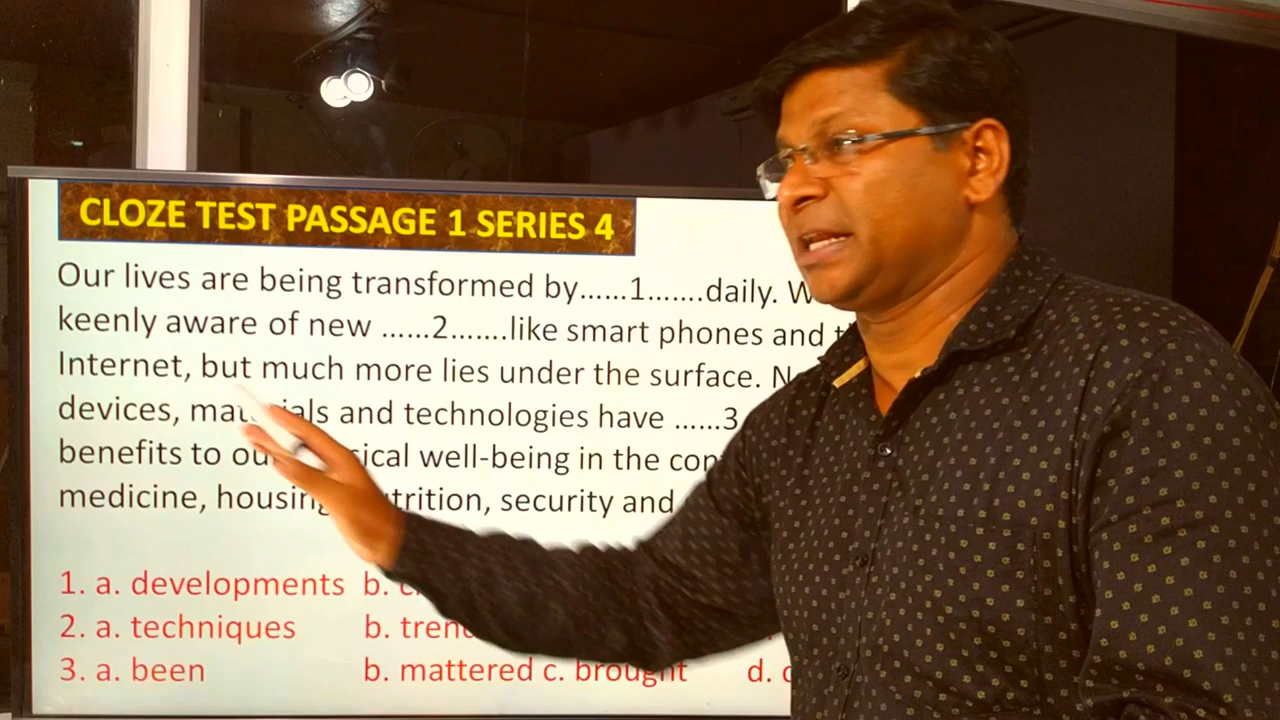 CLOZE TEST PASSAGE 1 SERIES 4
Our lives are being transformed by......1.......daily.
keenly aware of new ......2.......like smart phones and
Internet, but much more lies under the surface.
devices, and technologies have ......3
benefits to well-being in the
medicine, security and
1. a. developments b.
2. a. techniques b.
3. a. been b. mattered c. brought d.